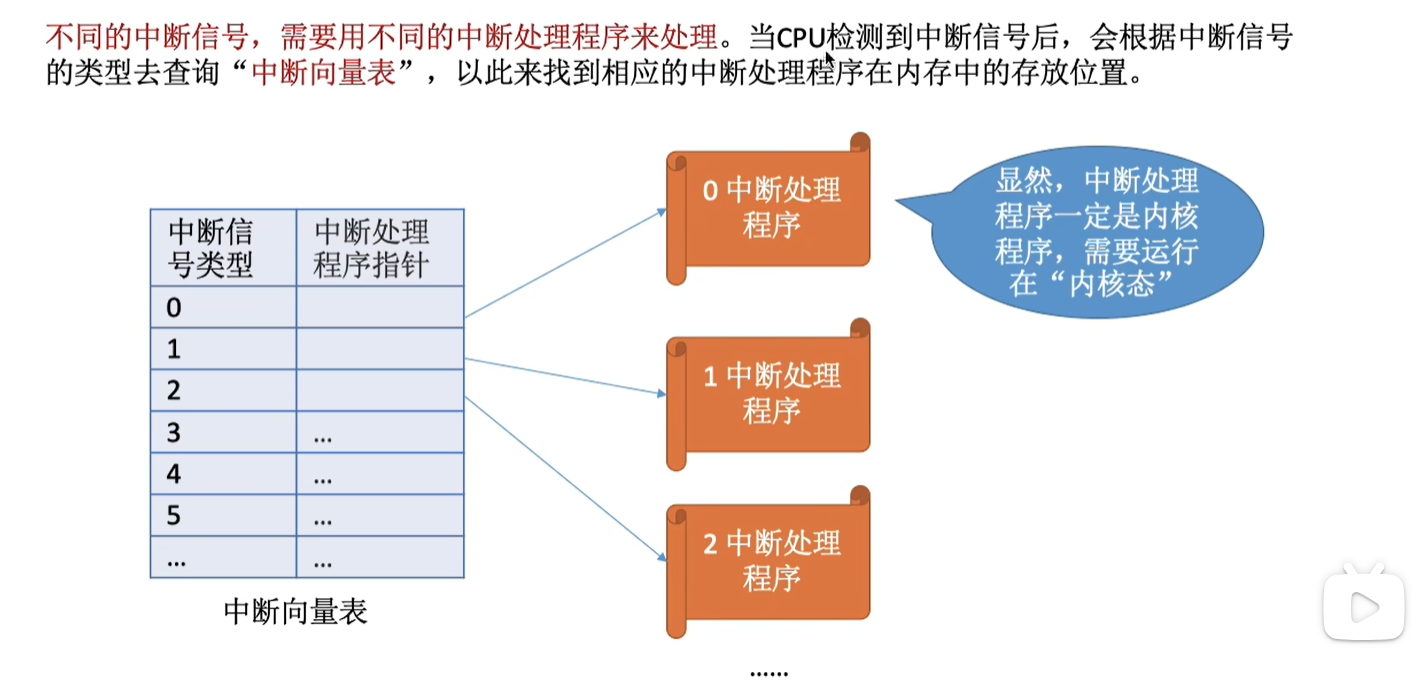 不同的中断信号，需要用不同的中断处理程序来处理。当CPU检测到中断信号后，会根据中断信号
的类型去查询“中断向量表”，以此来找到相应的中断处理程序在内存中的存放位置。
中断信
号类型
中断处理
程序指针
0
1
2
3 ...
4 ...
5 ...
... ...
中断向量表
0 中断处理
程序
1 中断处理
程序
2 中断处理
程序
......
显然，中断处理
程序一定是内核
程序，需要运行
在“内核态”